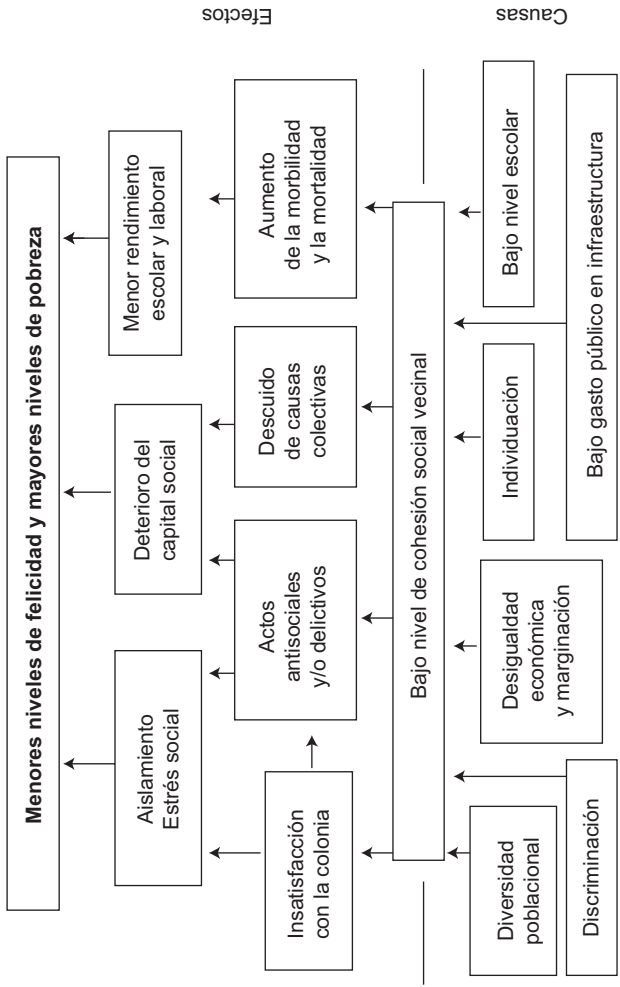 Menores niveles de felicidad y mayores niveles de pobreza
Efectos
Aislamiento
Estrés social
Deterioro del
capital social
Menor rendimiento
escolar y laboral
Insatisfacción
con la colonia
Actos
antisociales
y/o delictivos
Descuido
de causas
colectivas
Aumento
de la morbilidad
y la mortalidad
Bajo nivel de cohesión social vecinal
Causas
Diversidad
poblacional
Desigualdad
económica
y marginación
Individuación
Bajo nivel escolar
Discriminación
Bajo gasto público en infraestructura